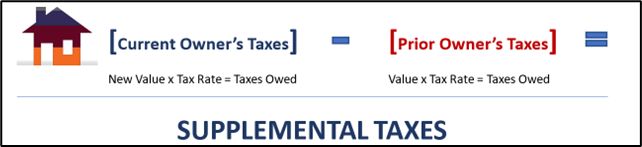 [Current Owner's Taxes] - [Prior Owner's Taxes] =
New Value x Tax Rate = Taxes Owed
Value x Tax Rate = Taxes Owed
SUPPLEMENTAL TAXES